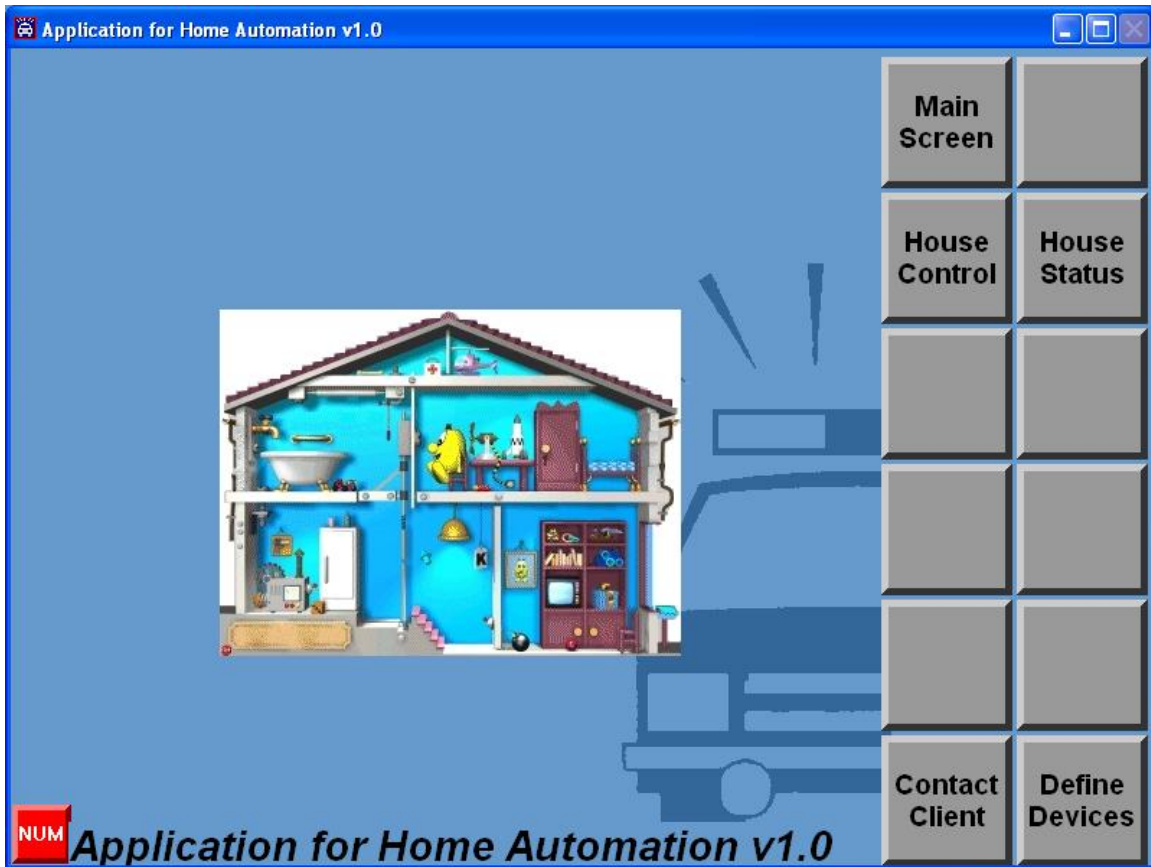 Application for Home Automation v1.0
Main
Screen
House
Control
House
Status
K
Contact
Client
Define
Devices
NUM
Application for Home Automation v1.0